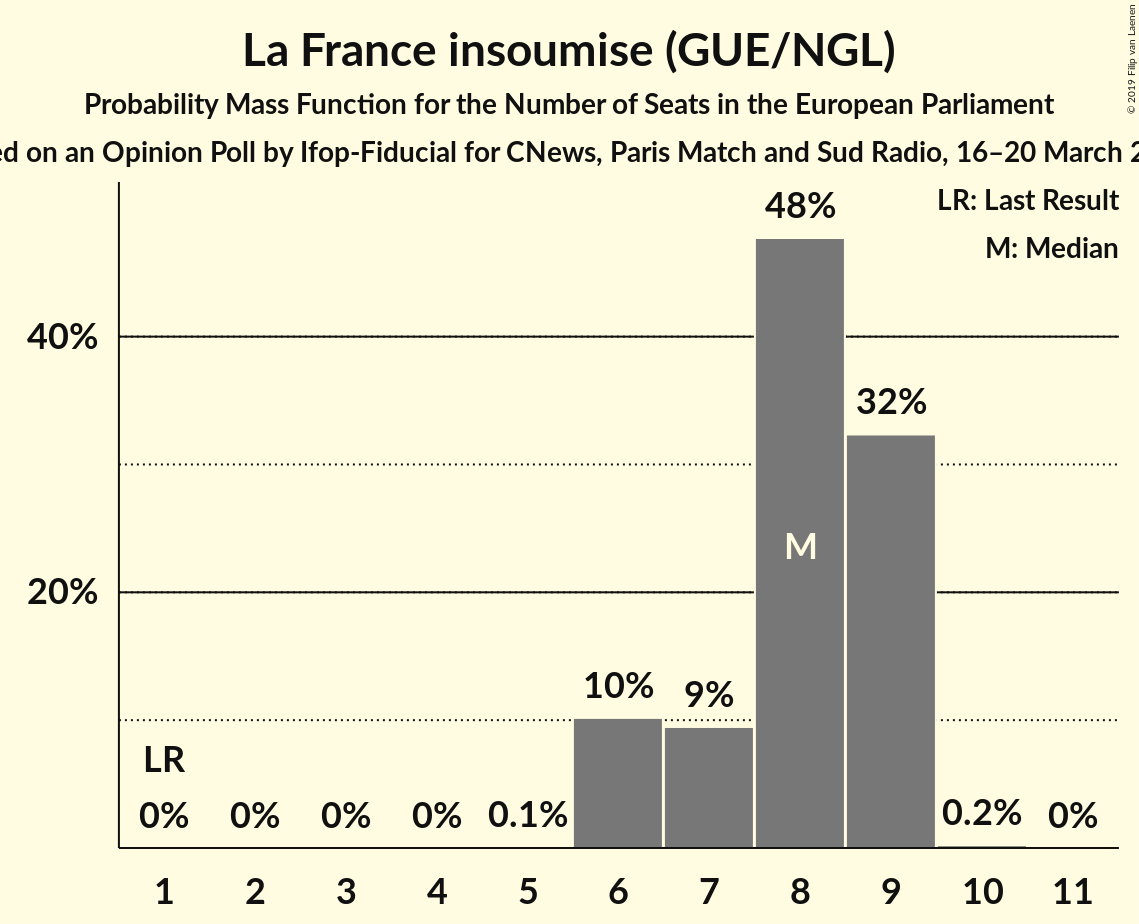 La France insoumise (GUE/NGL)
Probability Mass Function for the Number of Seats in the European Parliament
on an Opinion Poll by Ifop-Fiducial for CNews, Paris Match and Sud Radio, 16–20 March
© 2019 Filip van Laenen
LR: Last Result
M: Median
48%
40%
32%
M
20%
10%
9%
LR
0% 0% 0% 0% 0.1% 0.2% 0%
1 2 3 4 5 6 7 8 9 10 11